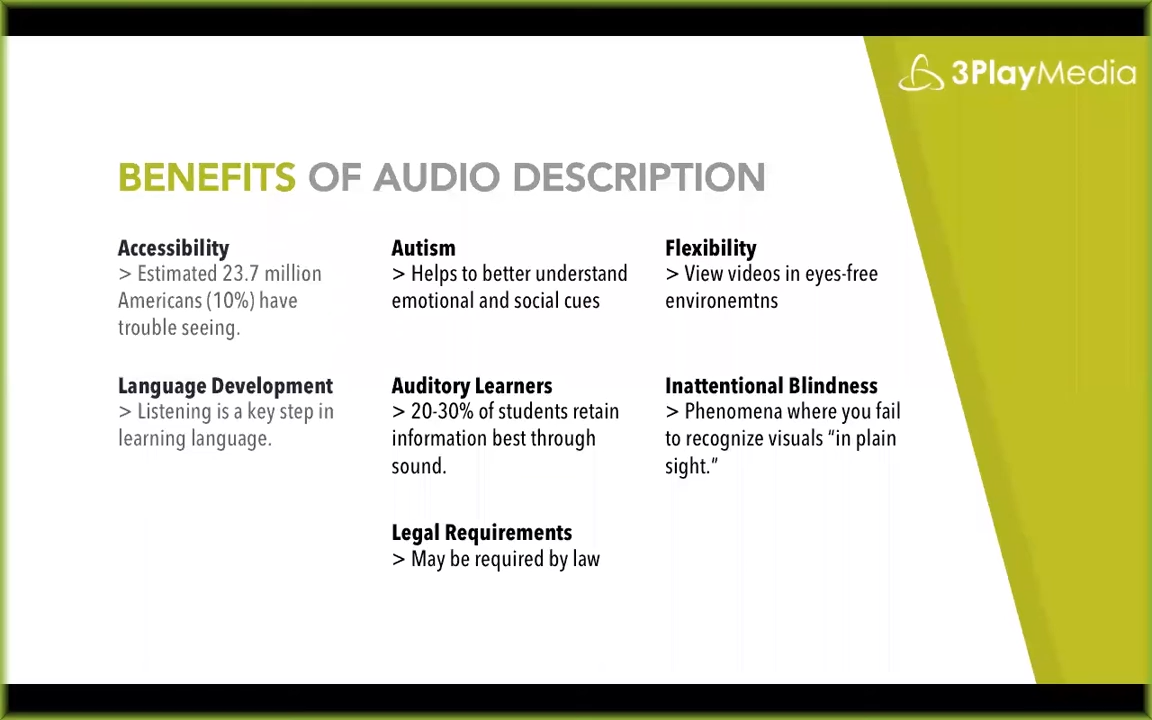 3PlayMedia
BENEFITS OF AUDIO DESCRIPTION
Accessibility
> Estimated 23.7 million
Americans (10%) have
trouble seeing.
Autism
> Helps to better understand
emotional and social cues
Flexibility
> View videos in eyes-free
environemtns
Language Development
> Listening is a key step in
learning language.
Auditory Learners
> 20-30% of students retain
information best through
sound.
Inattentional Blindness
> Phenomena where you fail
to recognize visuals “in plain
sight.”
Legal Requirements
> May be required by law